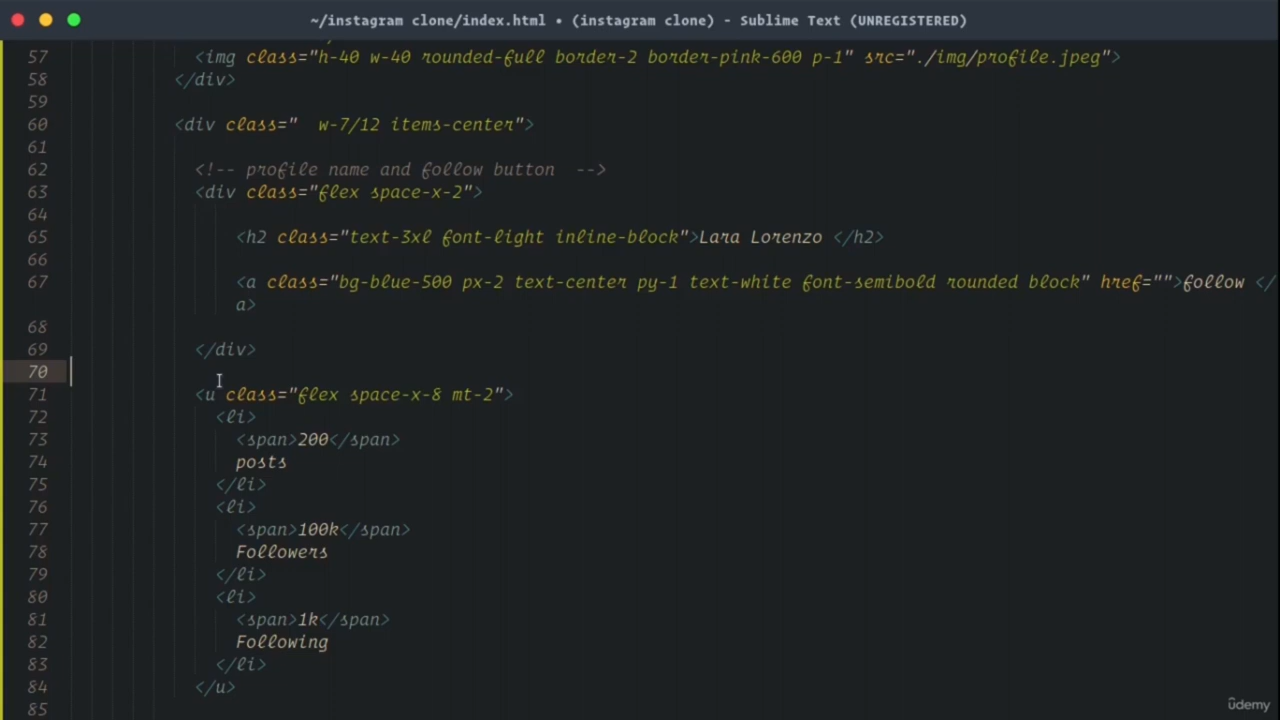 ~/instagram clone/index.html • (instagram clone) - Sublime Text (UNREGISTERED)
57 <img class="h-40 w-40 rounded-full border-2 border-pink-600 p-1" src="./img/profile.jpeg">
58 </div>
59
60 <div class="  w-7/12 items-center">
61
62 <!-- profile name and follow button  -->
63 <div class="flex space-x-2">
64
65 <h2 class="text-3xl font-light inline-block">Lara Lorenzo </h2>
66
67 <a class="bg-blue-500 px-2 text-center py-1 text-white font-semibold rounded block" href="">follow </
a>
68
69 </div>
70
71 <u class="flex space-x-8 mt-2">
72 <li>
73 <span>200</span>
74 posts
75 </li>
76 <li>
77 <span>100k</span>
78 Followers
79 </li>
80 <li>
81 <span>1k</span>
82 Following
83 </li>
84 </u>
85
ûdemy